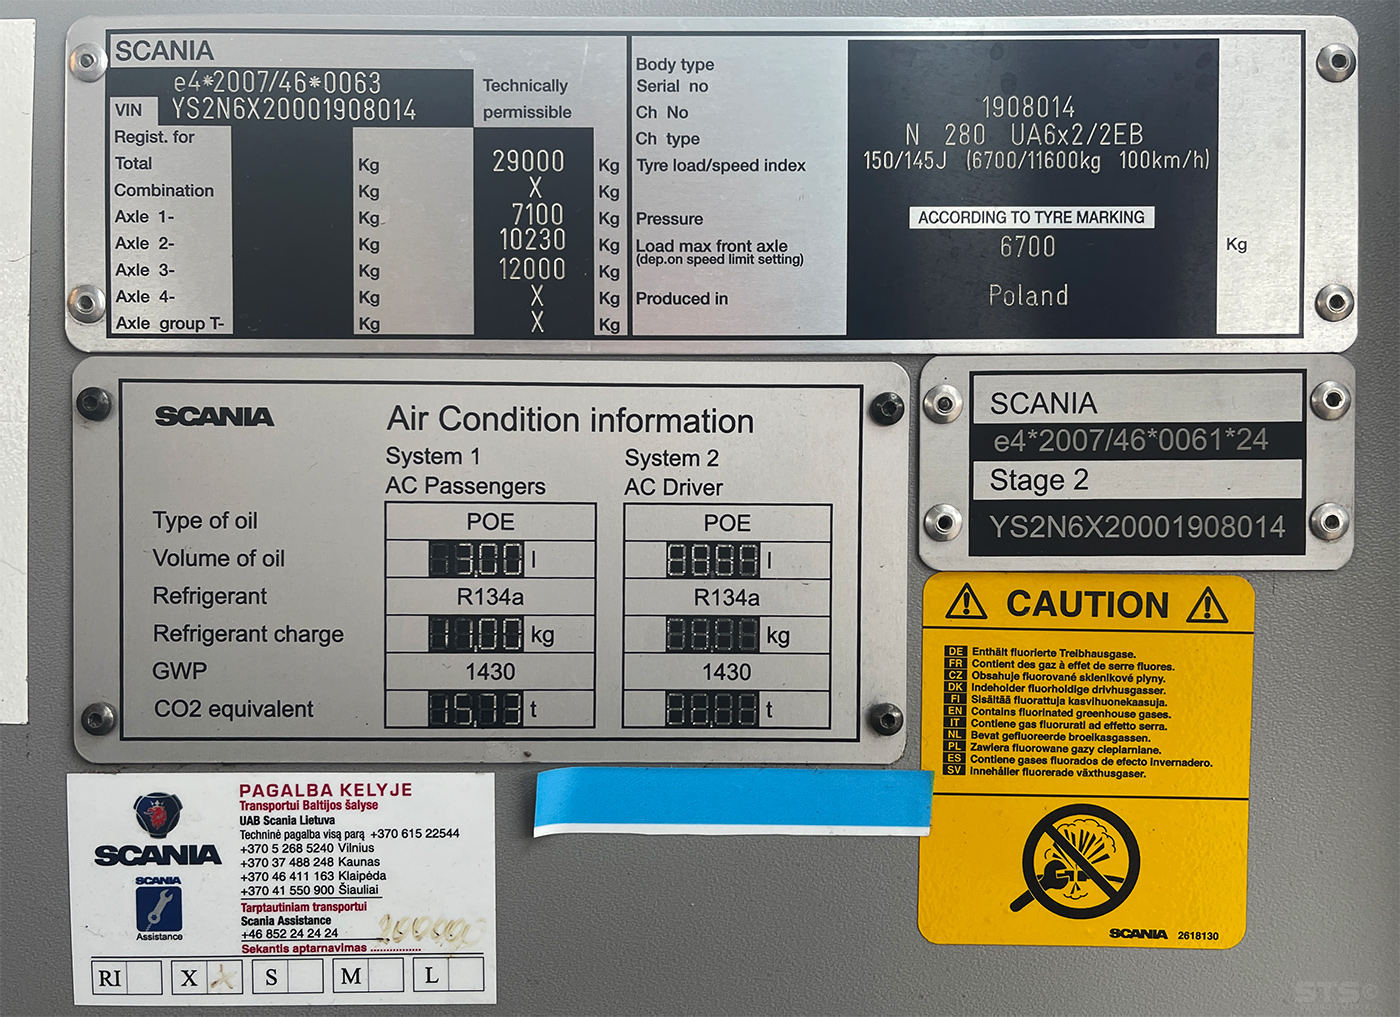 SCANIA
e4*2007/46*0063
VIN YS2N6X20001908014
Technically
permissible
Regist. for
Total Kg 29000 Kg
Combination Kg X Kg
Axle 1- Kg 7100 Kg
Axle 2- Kg 10230 Kg
Axle 3- Kg 12000 Kg
Axle 4- Kg X Kg
Axle group T- Kg X Kg
Body type
Serial no
Ch No 1908014
Ch type N 280 UA6x2/2EB
Tyre load/speed index 150/145J (6700/11600kg 100km/h)
Pressure ACCORDING TO TYRE MARKING
Load max front axle 6700 Kg
(dep.on speed limit setting)
Produced in Poland
SCANIA Air Condition information
System 1 System 2
AC Passengers AC Driver
Type of oil POE POE
Volume of oil 3,00 l l
Refrigerant R134a R134a
Refrigerant charge 11,00 kg kg
GWP 1430 1430
CO2 equivalent 15,73 t t
SCANIA
e4*2007/46*0061*24
Stage 2
YS2N6X20001908014
CAUTION
DE Enthält fluorierte Treibhausgase.
FR Contient des gaz à effet de serre fluores.
CZ Obsahuje fluorované sklenikové plyny.
DK Indeholder fluorholdige drivhusgasser.
FI Sisältää fluorattuja kasvihuonekaasuja.
EN Contains fluorinated greenhouse gases.
IT Contiene gas fluorurati ad effetto serra.
NL Bevat gefluoreerde broeikasgassen.
PL Zawiera fluorowane gazy cieplarniane.
ES Contiene gases fluorados de efecto invernadero.
SV Innehåller fluorerade växthusgaser.
SCANIA 2618130
SCANIA
SCANIA
Assistance
PAGALBA KELYJE
Transportui Baltijos šalyse
UAB Scania Lietuva
Techninė pagalba visą parą +370 615 22544
+370 5 268 5240 Vilnius
+370 37 488 248 Kaunas
+370 46 411 163 Klaipėda
+370 41 550 900 Šiauliai
Tarptautiniam transportui
Scania Assistance
+46 852 24 24 24
Sekantis aptarnavimas
RI X X S M L
STS©